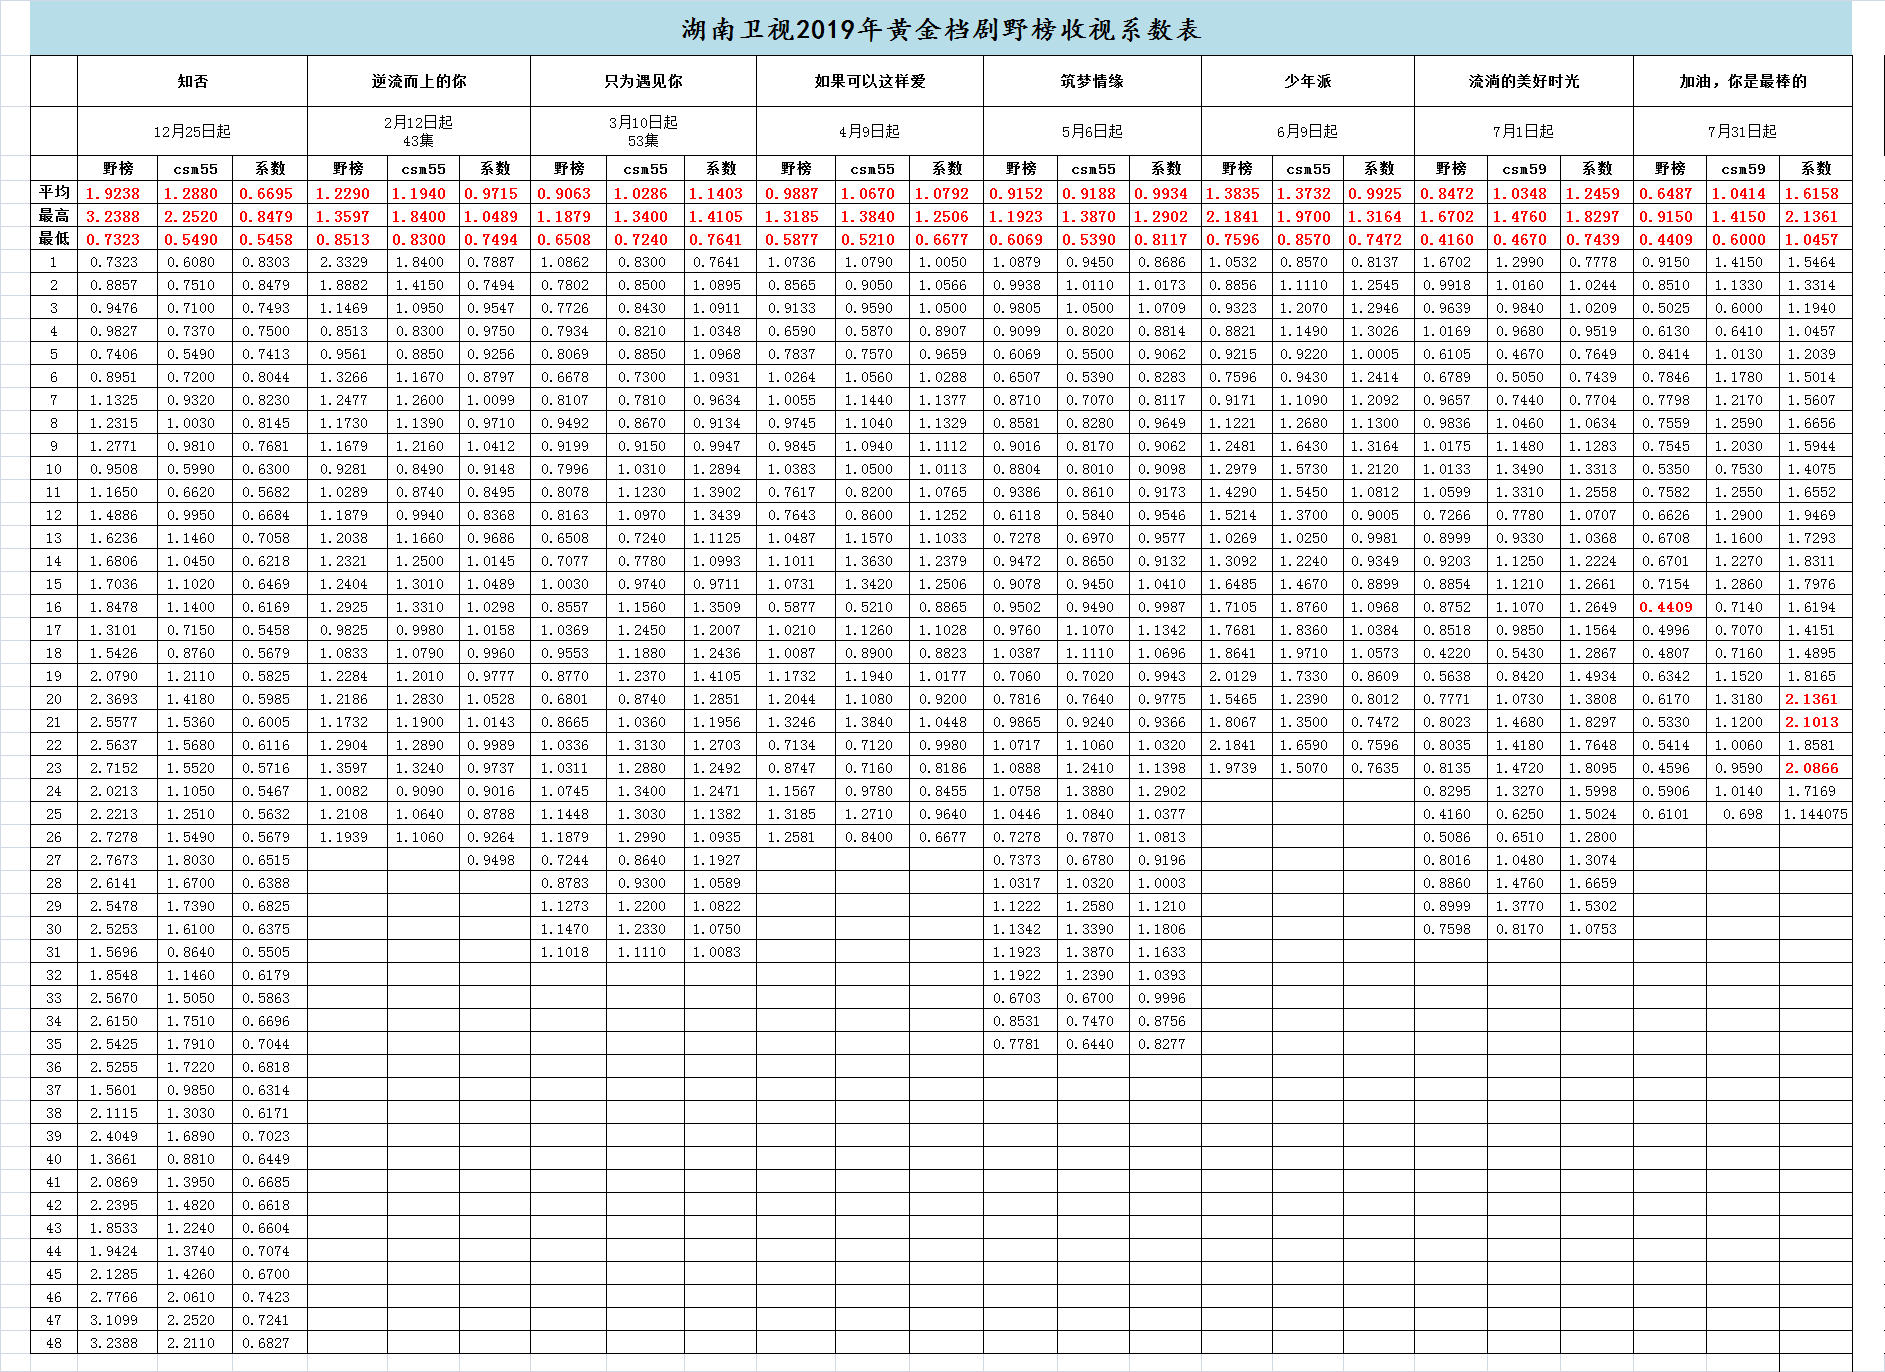 湖南卫视2019年黄金档剧野榜收视系数表
知否 逆流而上的你 只为遇见你 如果可以这样爱 筑梦情缘 少年派 流淌的美好时光 加油，你是最棒的
12月25日起 2月12日起 43集 3月10日起 53集 4月9日起 5月6日起 6月9日起 7月1日起 7月31日起
野榜 csm55 系数 野榜 csm55 系数 野榜 csm55 系数 野榜 csm55 系数 野榜 csm55 系数 野榜 csm55 系数 野榜 csm59 系数 野榜 csm59 系数
平均 1.9238 1.2880 0.6695 1.2290 1.1940 0.9715 0.9063 1.0286 1.1403 0.9887 1.0670 1.0792 0.9152 0.9188 0.9934 1.3835 1.3732 0.9925 0.8472 1.0348 1.2459 0.6487 1.0414 1.6158
最高 3.2388 2.2520 0.8479 1.3597 1.8400 1.0489 1.1879 1.3400 1.4105 1.3185 1.3840 1.2506 1.1923 1.3870 1.2902 2.1841 1.9700 1.3164 1.6702 1.4760 1.8297 0.9150 1.4150 2.1361
最低 0.7323 0.5490 0.5458 0.8513 0.8300 0.7494 0.6508 0.7240 0.7641 0.5877 0.5210 0.6677 0.6069 0.5390 0.8117 0.7596 0.8570 0.7472 0.4160 0.4670 0.7439 0.4409 0.6000 1.0457
1 0.7323 0.6080 0.8303 2.3329 1.8400 0.7887 1.0862 0.8300 0.7641 1.0736 1.0790 1.0050 1.0879 0.9450 0.8686 1.0532 0.8570 0.8137 1.6702 1.2990 0.7778 0.9150 1.4150 1.5464
2 0.8857 0.7510 0.8479 1.8882 1.4150 0.7494 0.7802 0.8500 1.0895 0.8565 0.9050 1.0566 0.9938 1.0110 1.0173 0.8856 1.1110 1.2545 0.9918 1.0160 1.0244 0.8510 1.1330 1.3314
3 0.9476 0.7100 0.7493 1.1469 1.0950 0.9547 0.7726 0.8430 1.0911 0.9133 0.9590 1.0500 0.9805 1.0500 1.0709 0.9323 1.2070 1.2946 0.9639 0.9840 1.0209 0.5025 0.6000 1.1940
4 0.9827 0.7370 0.7500 0.8513 0.8300 0.9750 0.7934 0.8210 1.0348 0.6590 0.5870 0.8907 0.9099 0.8020 0.8814 0.8821 1.1490 1.3026 1.0169 0.9680 0.9519 0.6130 0.6410 1.0457
5 0.7406 0.5490 0.7413 0.9561 0.8850 0.9256 0.8069 0.8850 1.0968 0.7837 0.7570 0.9659 0.6069 0.5500 0.9062 0.9215 0.9220 1.0005 0.6105 0.4670 0.7649 0.8414 1.0130 1.2039
6 0.8951 0.7200 0.8044 1.3266 1.1670 0.8797 0.6678 0.7300 1.0931 1.0264 1.0560 1.0288 0.6507 0.5390 0.8283 0.7596 0.9430 1.2414 0.6789 0.5050 0.7439 0.7846 1.1780 1.5014
7 1.1325 0.9320 0.8230 1.2477 1.2600 1.0099 0.8107 0.7810 0.9634 1.0055 1.1440 1.1377 0.8710 0.7070 0.8117 0.9171 1.1090 1.2092 0.9657 0.7440 0.7704 0.7798 1.2170 1.5607
8 1.2315 1.0030 0.8145 1.1730 1.1390 0.9710 0.9492 0.8670 0.9134 0.9745 1.1040 1.1329 0.8581 0.8280 0.9649 1.1221 1.2680 1.1300 0.9836 1.0460 1.0634 0.7559 1.2590 1.6656
9 1.2771 0.9810 0.7681 1.1679 1.2160 1.0412 0.9199 0.9150 0.9947 0.9845 1.0940 1.1112 0.9016 0.8170 0.9062 1.2481 1.6430 1.3164 1.0175 1.1480 1.1283 0.7545 1.2030 1.5944
10 0.9508 0.5990 0.6300 0.9281 0.8490 0.9148 0.7996 1.0310 1.2894 1.0383 1.0500 1.0113 0.8804 0.8010 0.9098 1.2979 1.5730 1.2120 1.0133 1.3490 1.3313 0.5350 0.7530 1.4075
11 1.1650 0.6620 0.5682 1.0289 0.8740 0.8495 0.8078 1.1230 1.3902 0.7617 0.8200 1.0765 0.9386 0.8610 0.9173 1.4290 1.5450 1.0812 1.0599 1.3310 1.2558 0.7582 1.2550 1.6552
12 1.4886 0.9950 0.6684 1.1879 0.9940 0.8368 0.8163 1.0970 1.3439 0.7643 0.8600 1.1252 0.6118 0.5840 0.9546 1.5214 1.3700 0.9005 0.7266 0.7780 1.0707 0.6626 1.2900 1.9469
13 1.6236 1.1460 0.7058 1.2038 1.1660 0.9686 0.6508 0.7240 1.1125 1.0487 1.1570 1.1033 0.7278 0.6970 0.9577 1.0269 1.0250 0.9981 0.8999 0.9330 1.0368 0.6708 1.1600 1.7293
14 1.6806 1.0450 0.6218 1.2321 1.2500 1.0145 0.7077 0.7780 1.0993 1.1011 1.3630 1.2379 0.9472 0.8650 0.9132 1.3092 1.2240 0.9349 0.9203 1.1250 1.2224 0.6701 1.2270 1.8311
15 1.7036 1.1020 0.6469 1.2404 1.3010 1.0489 1.0030 0.9740 0.9711 1.0731 1.3420 1.2506 0.9078 0.9450 1.0410 1.6485 1.4670 0.8899 0.8854 1.1210 1.2661 0.7154 1.2860 1.7976
16 1.8478 1.1400 0.6169 1.2925 1.3310 1.0298 0.8557 1.1560 1.3509 0.5877 0.5210 0.8865 0.9502 0.9490 0.9987 1.7105 1.8760 1.0968 0.8752 1.1070 1.2649 0.4409 0.7140 1.6194
17 1.3101 0.7150 0.5458 0.9825 0.9980 1.0158 1.0369 1.2450 1.2007 1.0210 1.1260 1.1028 0.9760 1.1070 1.1342 1.7681 1.8360 1.0384 0.8518 0.9850 1.1564 0.4996 0.7070 1.4151
18 1.5426 0.8760 0.5679 1.0833 1.0790 0.9960 0.9553 1.1880 1.2436 1.0087 0.8900 0.8823 1.0387 1.1110 1.0696 1.8641 1.9710 1.0573 0.4220 0.5430 1.2867 0.4807 0.7160 1.4895
19 2.0790 1.2110 0.5825 1.2284 1.2010 0.9777 0.8770 1.2370 1.4105 1.1732 1.1940 1.0177 0.7060 0.7020 0.9943 2.0129 1.7330 0.8609 0.5638 0.8420 1.4934 0.6342 1.1520 1.8165
20 2.3693 1.4180 0.5985 1.2186 1.2830 1.0528 0.6801 0.8740 1.2851 1.2044 1.1080 0.9200 0.7816 0.7640 0.9775 1.5465 1.2390 0.8012 0.7771 1.0730 1.3808 0.6170 1.3180 2.1361
21 2.5577 1.5360 0.6005 1.1732 1.1900 1.0143 0.8665 1.0360 1.1956 1.3246 1.3840 1.0448 0.9865 0.9240 0.9366 1.8067 1.3500 0.7472 0.8023 1.4680 1.8297 0.5330 1.1200 2.1013
22 2.5637 1.5680 0.6116 1.2904 1.2890 0.9989 1.0336 1.3130 1.2703 0.7134 0.7120 0.9980 1.0717 1.1060 1.0320 2.1841 1.6590 0.7596 0.8035 1.4180 1.7648 0.5414 1.0060 1.8581
23 2.7152 1.5520 0.5716 1.3597 1.3240 0.9737 1.0311 1.2880 1.2492 0.8747 0.7160 0.8186 1.0888 1.2410 1.1398 1.9739 1.5070 0.7635 0.8135 1.4720 1.8095 0.4596 0.9590 2.0866
24 2.0213 1.1050 0.5467 1.0082 0.9090 0.9016 1.0745 1.3400 1.2471 1.1567 0.9780 0.8455 1.0758 1.3880 1.2902 0.8295 1.3270 1.5998 0.5906 1.0140 1.7169
25 2.2213 1.2510 0.5632 1.2108 1.0640 0.8788 1.1448 1.3030 1.1382 1.3185 1.2710 0.9640 1.0446 1.0840 1.0377 0.4160 0.6250 1.5024 0.6101 0.698 1.144075
26 2.7278 1.5490 0.5679 1.1939 1.1060 0.9264 1.1879 1.2990 1.0935 1.2581 0.8400 0.6677 0.7278 0.7870 1.0813 0.5086 0.6510 1.2800
27 2.7673 1.8030 0.6515 0.9498 0.7244 0.8640 1.1927 0.7373 0.6780 0.9196 0.8016 1.0480 1.3074
28 2.6141 1.6700 0.6388 0.8783 0.9300 1.0589 1.0317 1.0320 1.0003 0.8860 1.4760 1.6659
29 2.5478 1.7390 0.6825 1.1273 1.2200 1.0822 1.1222 1.2580 1.1210 0.8999 1.3770 1.5302
30 2.5253 1.6100 0.6375 1.1470 1.2330 1.0750 1.1342 1.3390 1.1806 0.7598 0.8170 1.0753
31 1.5696 0.8640 0.5505 1.1018 1.1110 1.0083 1.1923 1.3870 1.1633
32 1.8548 1.1460 0.6179 1.1922 1.2390 1.0393
33 2.5670 1.5050 0.5863 0.6703 0.6700 0.9996
34 2.6150 1.7510 0.6696 0.8531 0.7470 0.8756
35 2.5425 1.7910 0.7044 0.7781 0.6440 0.8277
36 2.5255 1.7220 0.6818
37 1.5601 0.9850 0.6314
38 2.1115 1.3030 0.6171
39 2.4049 1.6890 0.7023
40 1.3661 0.8810 0.6449
41 2.0869 1.3950 0.6685
42 2.2395 1.4820 0.6618
43 1.8533 1.2240 0.6604
44 1.9424 1.3740 0.7074
45 2.1285 1.4260 0.6700
46 2.7766 2.0610 0.7423
47 3.1099 2.2520 0.7241
48 3.2388 2.2110 0.6827